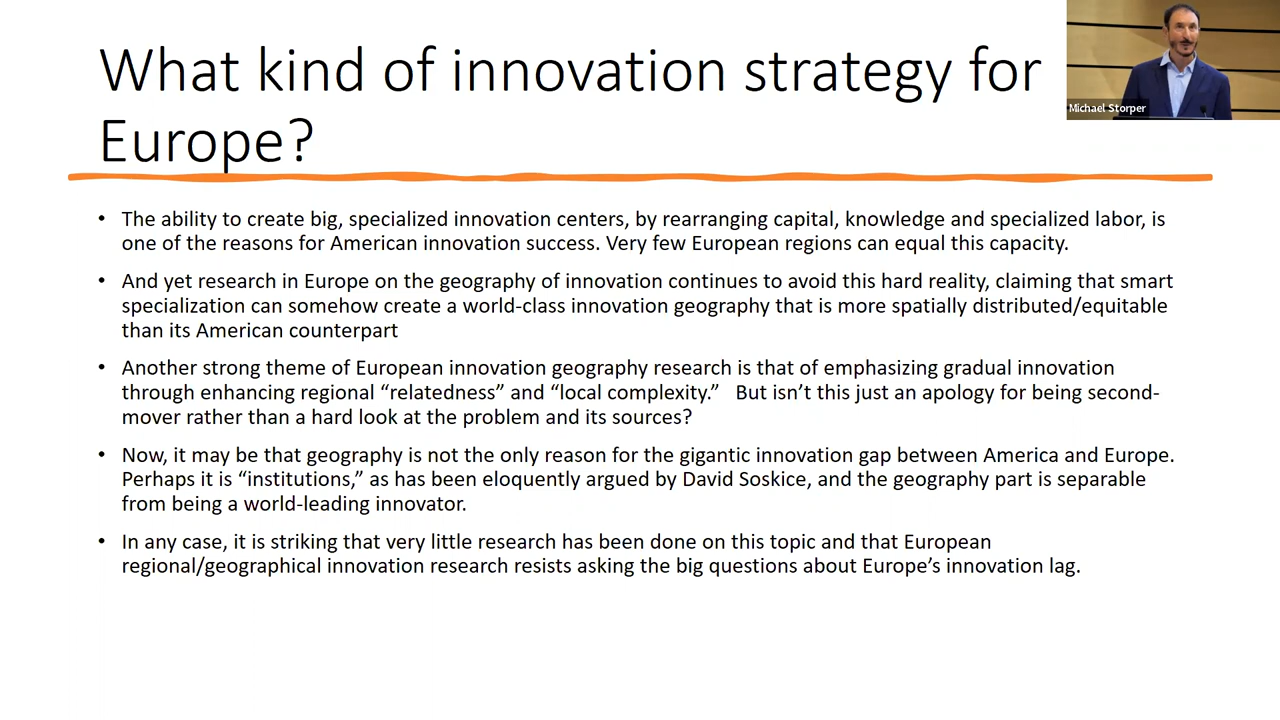 What kind of innovation strategy for
Europe?
Michael Storper
• The ability to create big, specialized innovation centers, by rearranging capital, knowledge and specialized labor, is
one of the reasons for American innovation success. Very few European regions can equal this capacity.
• And yet research in Europe on the geography of innovation continues to avoid this hard reality, claiming that smart
specialization can somehow create a world-class innovation geography that is more spatially distributed/equitable
than its American counterpart
• Another strong theme of European innovation geography research is that of emphasizing gradual innovation
through enhancing regional “relatedness” and “local complexity.”   But isn’t this just an apology for being second-
mover rather than a hard look at the problem and its sources?
• Now, it may be that geography is not the only reason for the gigantic innovation gap between America and Europe.
Perhaps it is “institutions,” as has been eloquently argued by David Soskice, and the geography part is separable
from being a world-leading innovator.
• In any case, it is striking that very little research has been done on this topic and that European
regional/geographical innovation research resists asking the big questions about Europe’s innovation lag.